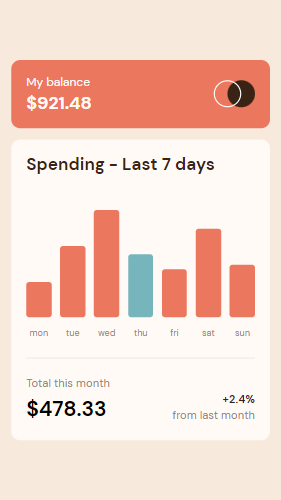 My balance
$921.48
Spending - Last 7 days
mon tue wed thu fri sat sun
Total this month
$478.33
+2.4%
from last month